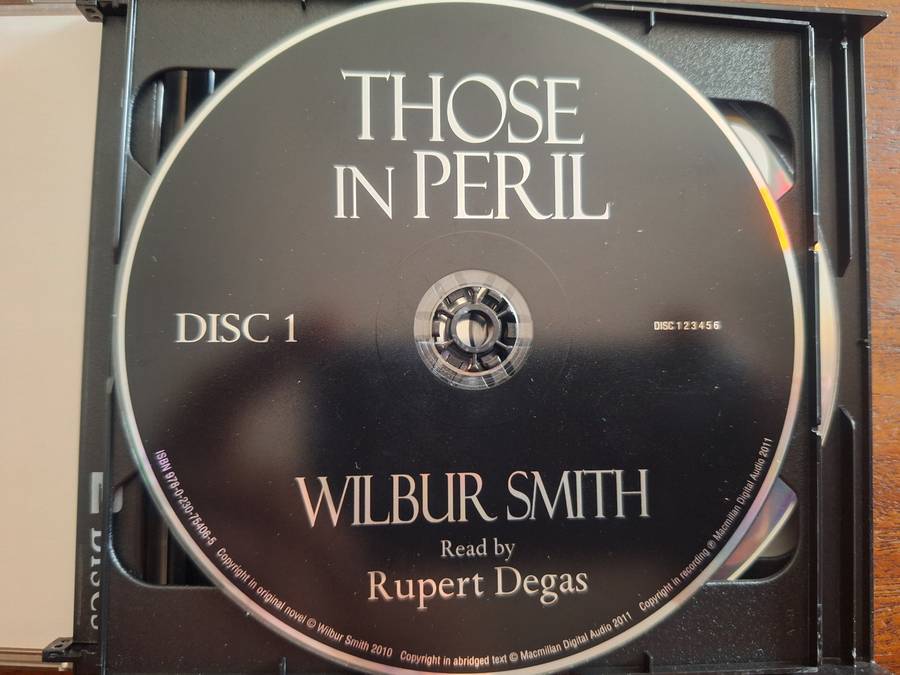 THOSE
IN PERIL
DISC 1
DISC 1 2 3 4 5 6
WILBUR SMITH
Read by
Rupert Degas
ISBN 978-0-230-75406-5 Copyright in original novel © Wilbur Smith 2010 Copyright in abridged text © Macmillan Digital Audio 2011 Copyright in recording ℗ Macmillan Digital Audio 2011